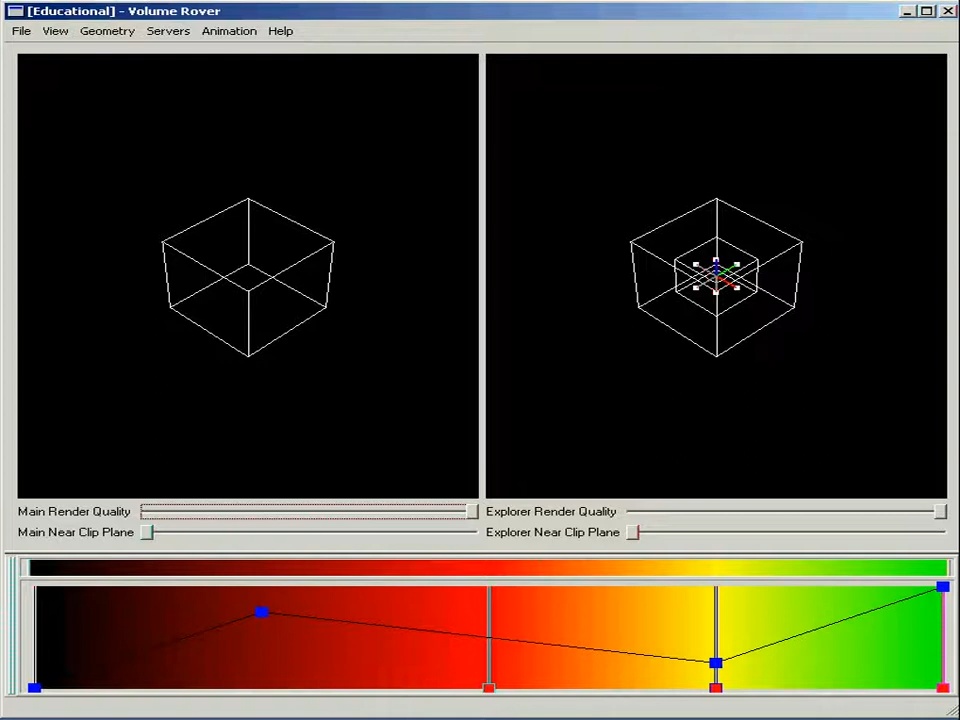 [Educational] - Volume Rover
File View Geometry Servers Animation Help
Main Render Quality
Explorer Render Quality
Main Near Clip Plane
Explorer Near Clip Plane